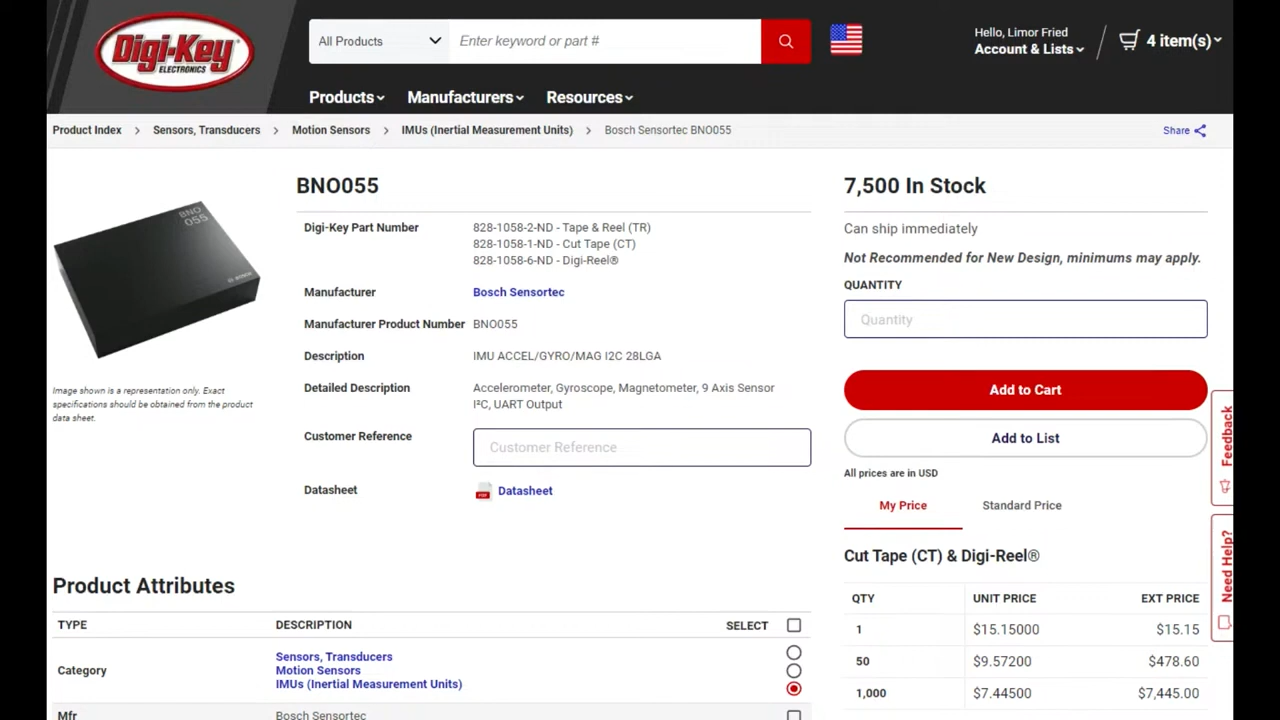 Digi-Key
ELECTRONICS
All Products
Enter keyword or part #
Hello, Limor Fried
Account & Lists
4 item(s)
Products
Manufacturers
Resources
Product Index
Sensors, Transducers
Motion Sensors
IMUs (Inertial Measurement Units)
Bosch Sensortec BNO055
Share
BNO
055
BOSCH
Image shown is a representation only. Exact
specifications should be obtained from the product
data sheet.
BNO055
Digi-Key Part Number
828-1058-2-ND - Tape & Reel (TR)
828-1058-1-ND - Cut Tape (CT)
828-1058-6-ND - Digi-Reel®
Manufacturer
Bosch Sensortec
Manufacturer Product Number
BNO055
Description
IMU ACCEL/GYRO/MAG I2C 28LGA
Detailed Description
Accelerometer, Gyroscope, Magnetometer, 9 Axis Sensor
I²C, UART Output
Customer Reference
Customer Reference
Datasheet
PDF
Datasheet
7,500 In Stock
Can ship immediately
Not Recommended for New Design, minimums may apply.
QUANTITY
Quantity
Add to Cart
Add to List
All prices are in USD
My Price
Standard Price
Cut Tape (CT) & Digi-Reel®
QTY UNIT PRICE EXT PRICE
1 $15.15000 $15.15
50 $9.57200 $478.60
1,000 $7.44500 $7,445.00
Feedback
Need Help?
Product Attributes
TYPE DESCRIPTION SELECT
Category
Sensors, Transducers
Motion Sensors
IMUs (Inertial Measurement Units)
Mfr Bosch Sensortec